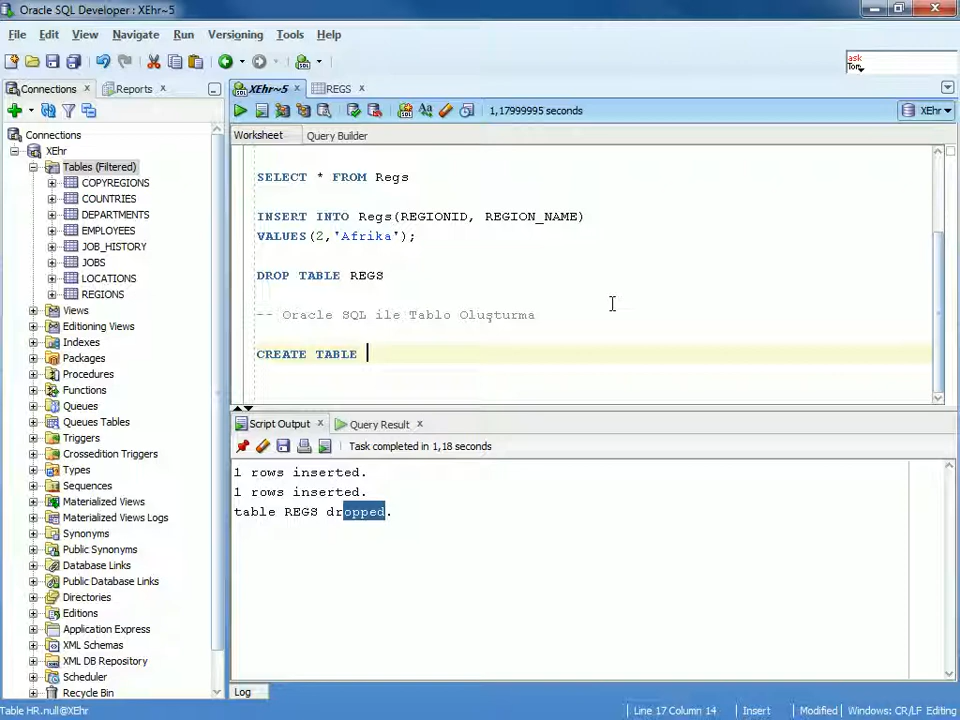 Oracle SQL Developer : XEhr~5
File Edit View Navigate Run Versioning Tools Help
ask
Tom
Connections Reports XEhr~5 REGS
1,17999995 seconds XEhr
Connections
XEhr
Tables (Filtered)
COPYREGIONS
COUNTRIES
DEPARTMENTS
EMPLOYEES
JOB_HISTORY
JOBS
LOCATIONS
REGIONS
Views
Editioning Views
Indexes
Packages
Procedures
Functions
Queues
Queues Tables
Triggers
Crossedition Triggers
Types
Sequences
Materialized Views
Materialized Views Logs
Synonyms
Public Synonyms
Database Links
Public Database Links
Directories
Editions
Application Express
XML Schemas
XML DB Repository
Scheduler
Recycle Bin
Worksheet Query Builder
SELECT * FROM Regs
INSERT INTO Regs(REGIONID, REGION_NAME)
VALUES(2,'Afrika');
DROP TABLE REGS
-- Oracle SQL ile Tablo Oluşturma
CREATE TABLE
Script Output Query Result
Task completed in 1,18 seconds
1 rows inserted.
1 rows inserted.
table REGS dropped.
Log
Table HR.null@XEhr Line 17 Column 14 Insert Modified Windows: CR/LF Editing